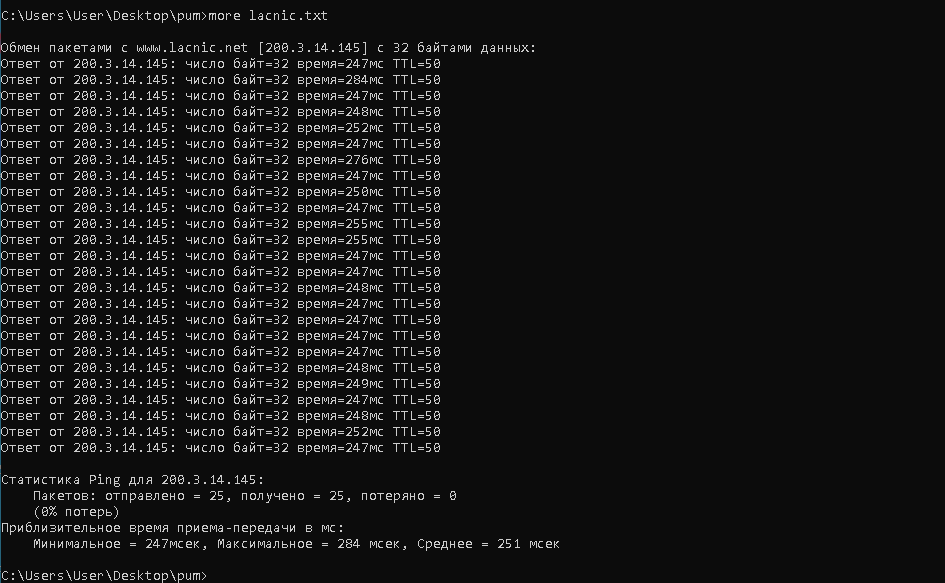 C:\Users\User\Desktop\pum>more lacnic.txt
Обмен пакетами с www.lacnic.net [200.3.14.145] с 32 байтами данных:
Ответ от 200.3.14.145: число байт=32 время=247мс TTL=50
Ответ от 200.3.14.145: число байт=32 время=284мс TTL=50
Ответ от 200.3.14.145: число байт=32 время=247мс TTL=50
Ответ от 200.3.14.145: число байт=32 время=248мс TTL=50
Ответ от 200.3.14.145: число байт=32 время=252мс TTL=50
Ответ от 200.3.14.145: число байт=32 время=247мс TTL=50
Ответ от 200.3.14.145: число байт=32 время=276мс TTL=50
Ответ от 200.3.14.145: число байт=32 время=247мс TTL=50
Ответ от 200.3.14.145: число байт=32 время=250мс TTL=50
Ответ от 200.3.14.145: число байт=32 время=247мс TTL=50
Ответ от 200.3.14.145: число байт=32 время=255мс TTL=50
Ответ от 200.3.14.145: число байт=32 время=255мс TTL=50
Ответ от 200.3.14.145: число байт=32 время=247мс TTL=50
Ответ от 200.3.14.145: число байт=32 время=247мс TTL=50
Ответ от 200.3.14.145: число байт=32 время=248мс TTL=50
Ответ от 200.3.14.145: число байт=32 время=247мс TTL=50
Ответ от 200.3.14.145: число байт=32 время=247мс TTL=50
Ответ от 200.3.14.145: число байт=32 время=247мс TTL=50
Ответ от 200.3.14.145: число байт=32 время=247мс TTL=50
Ответ от 200.3.14.145: число байт=32 время=248мс TTL=50
Ответ от 200.3.14.145: число байт=32 время=249мс TTL=50
Ответ от 200.3.14.145: число байт=32 время=247мс TTL=50
Ответ от 200.3.14.145: число байт=32 время=248мс TTL=50
Ответ от 200.3.14.145: число байт=32 время=252мс TTL=50
Ответ от 200.3.14.145: число байт=32 время=247мс TTL=50
Статистика Ping для 200.3.14.145:
Пакетов: отправлено = 25, получено = 25, потеряно = 0
(0% потерь)
Приблизительное время приема-передачи в мс:
Минимальное = 247мсек, Максимальное = 284 мсек, Среднее = 251 мсек
C:\Users\User\Desktop\pum>